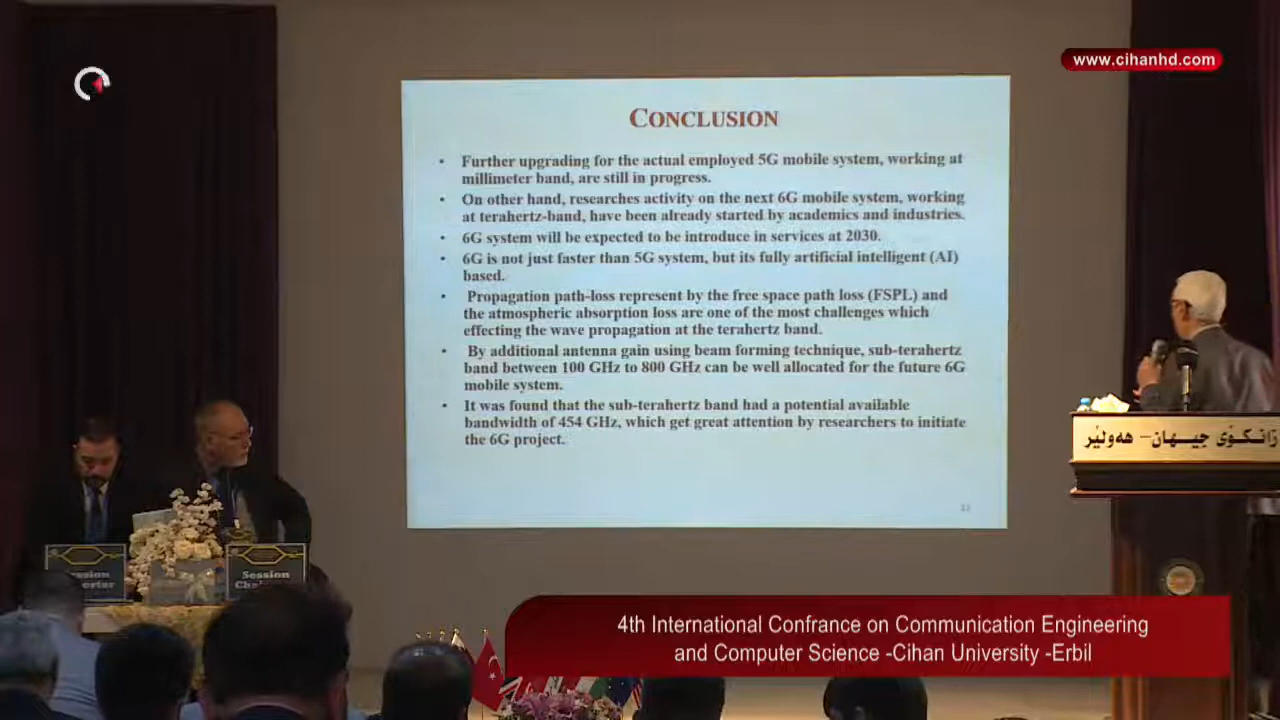 www.cihanhd.com
CONCLUSION
• Further upgrading for the actual employed 5G mobile system, working at
millimeter band, are still in progress.
• On other hand, researches activity on the next 6G mobile system, working
at terahertz-band, have been already started by academics and industries.
• 6G system will be expected to be introduce in services at 2030.
• 6G is not just faster than 5G system, but its fully artificial intelligent (AI)
based.
• Propagation path-loss represent by the free space path loss (FSPL) and
the atmospheric absorption loss are one of the most challenges which
effecting the wave propagation at the terahertz band.
• By additional antenna gain using beam forming technique, sub-terahertz
band between 100 GHz to 800 GHz can be well allocated for the future 6G
mobile system.
• It was found that the sub-terahertz band had a potential available
bandwidth of 454 GHz, which get great attention by researchers to initiate
the 6G project.
زانکۆی جیهان - هەولێر
Session
4th International Confrance on Communication Engineering
and Computer Science -Cihan University -Erbil